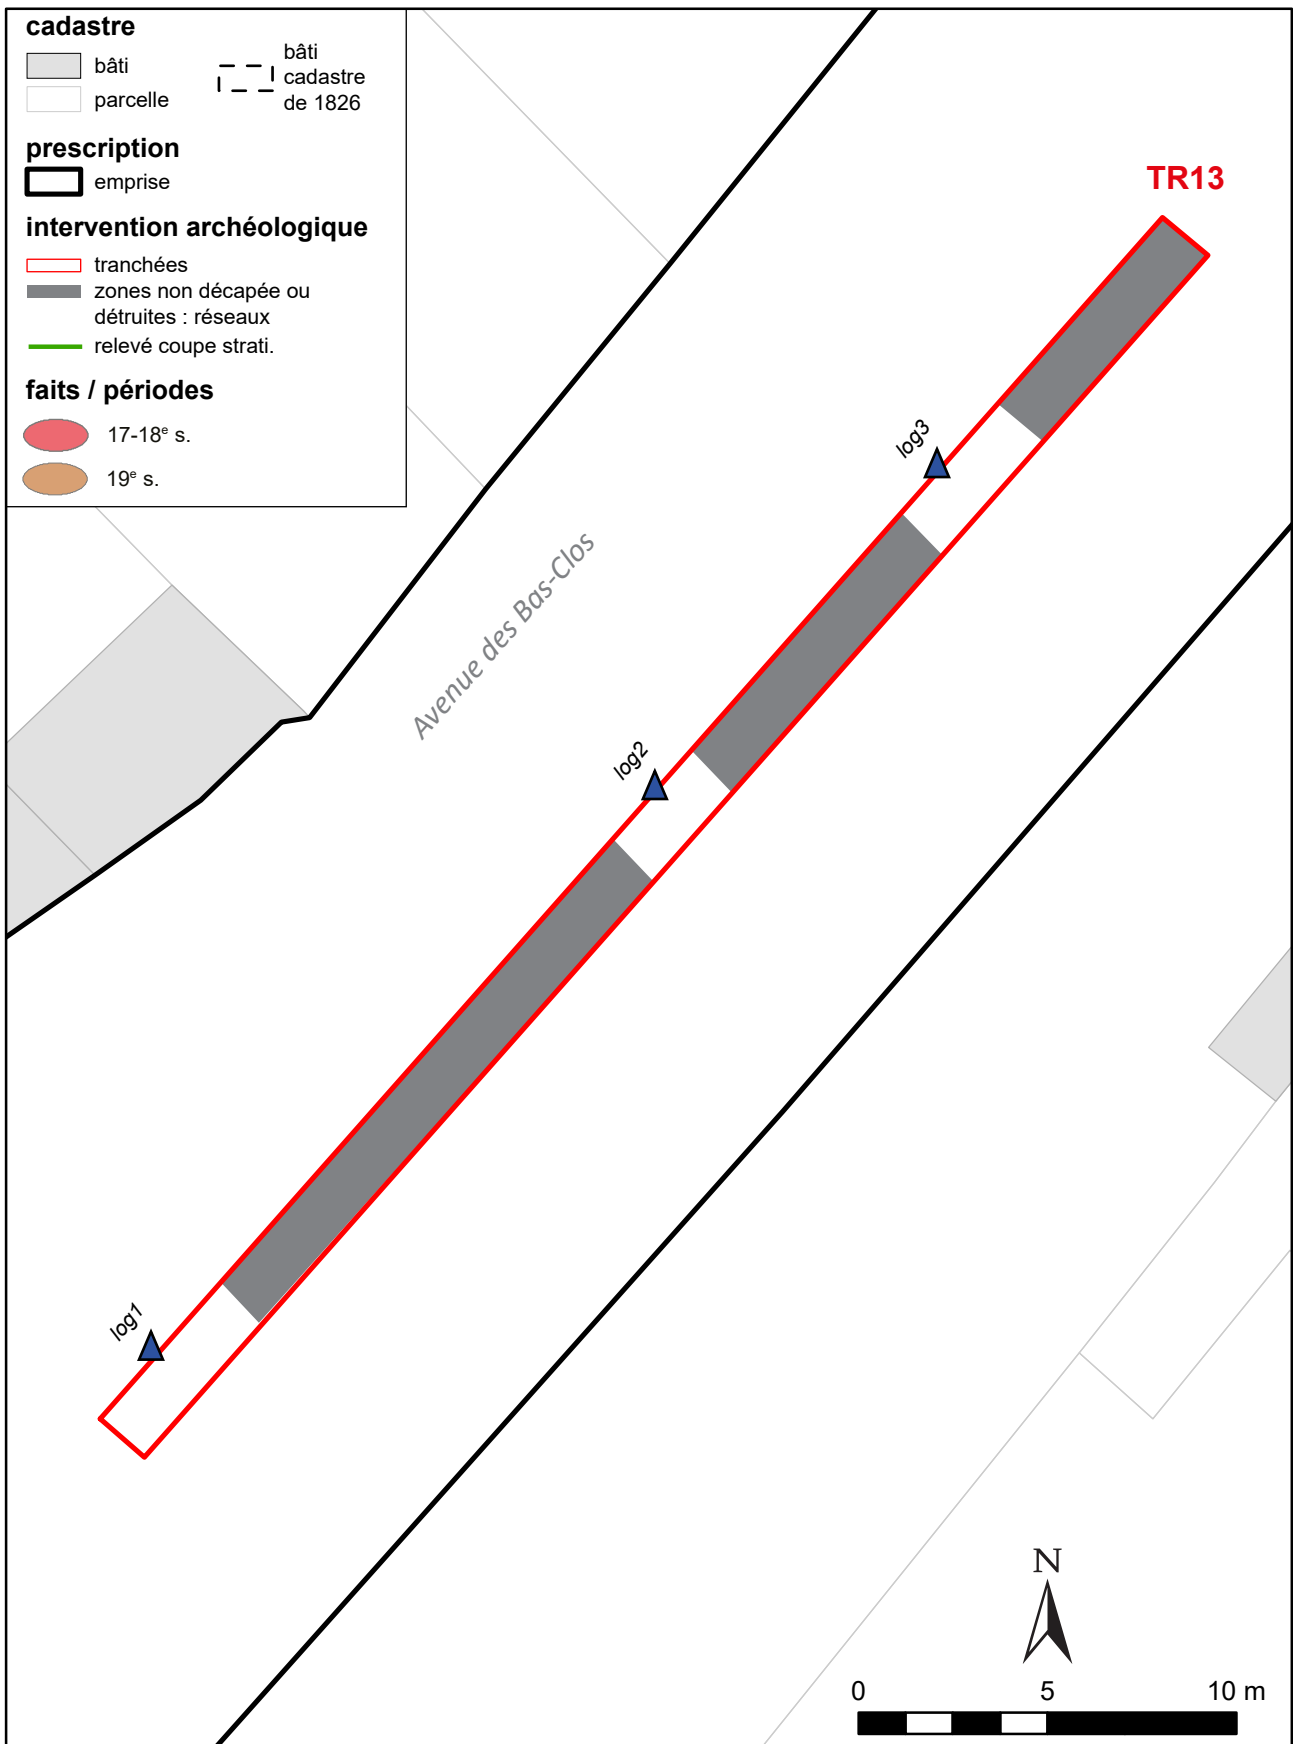 cadastre
bâti
parcelle
bâti
cadastre
de 1826
prescription
emprise
intervention archéologique
tranchées
zones non décapée ou
détruites : réseaux
relevé coupe strati.
faits / périodes
17-18e s.
19e s.
TR13
log3
Avenue des Bas-Clos
log2
log1
N
0 5 10 m